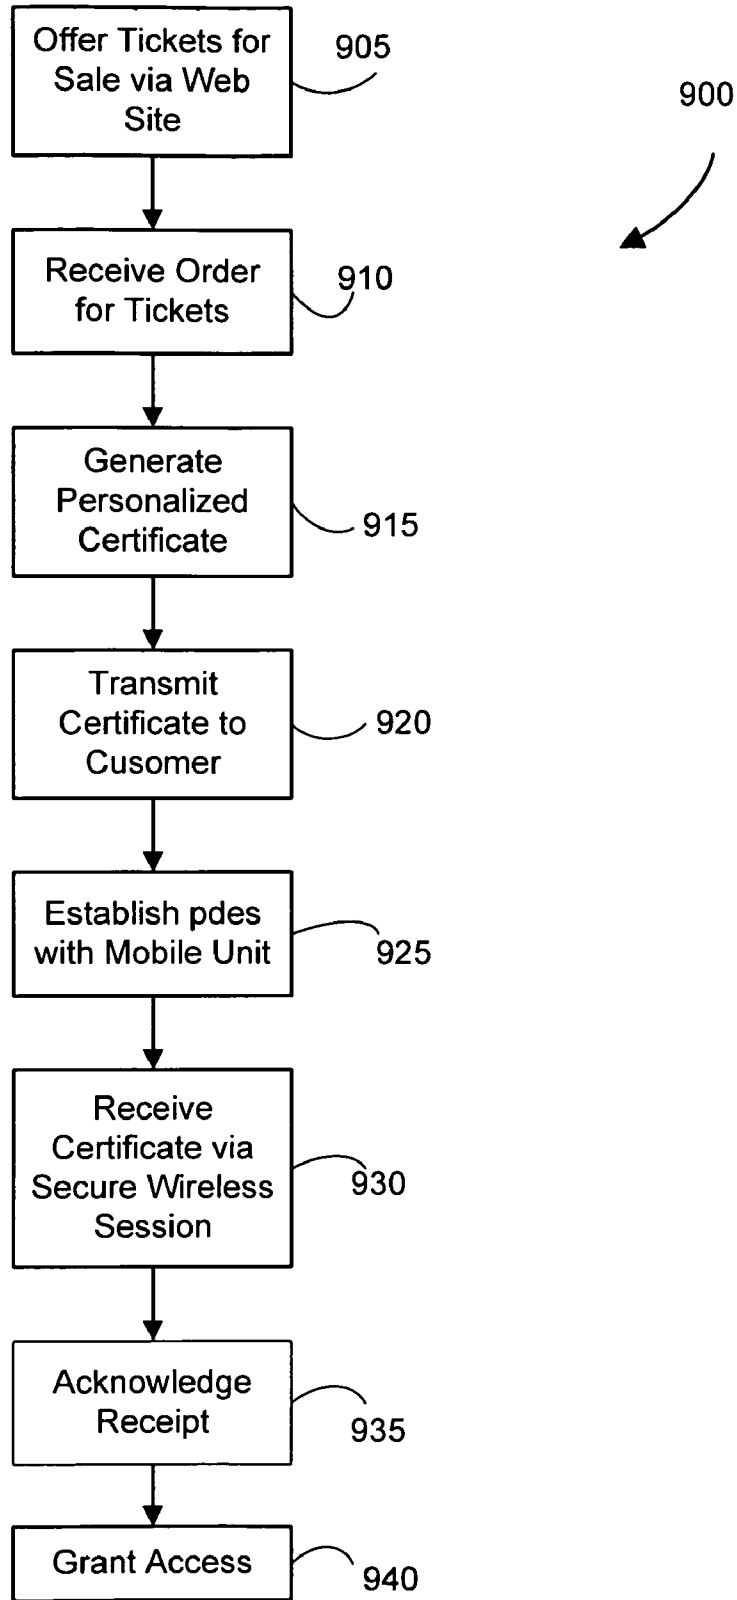 Offer Tickets for
Sale via Web
Site
905
900
Receive Order
for Tickets
910
Generate
Personalized
Certificate
915
Transmit
Certificate to
Cusomer
920
Establish pdes
with Mobile Unit
925
Receive
Certificate via
Secure Wireless
Session
930
Acknowledge
Receipt
935
Grant Access
940